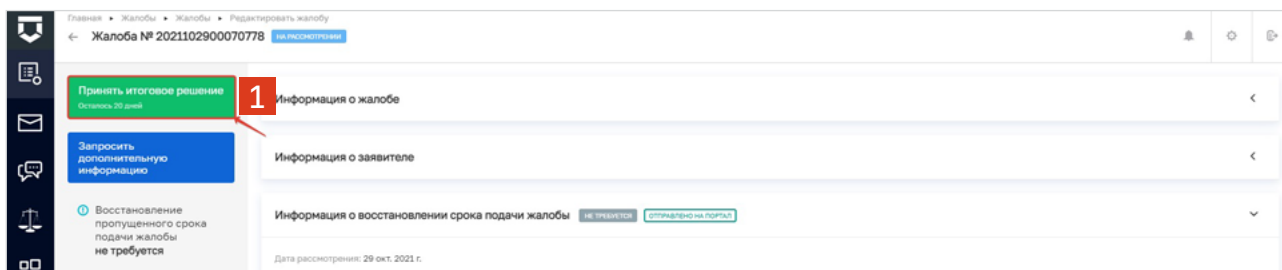 Главная ▸ Жалобы ▸ Жалобы ▸ Редактировать жалобу
← Жалоба № 2021102900070778 НА РАССМОТРЕНИИ
Принять итоговое решение
Осталось 20 дней
1
Информация о жалобе
Запросить
дополнительную
информацию
Информация о заявителе
Восстановление
пропущенного срока
подачи жалобы
не требуется
Информация о восстановлении срока подачи жалобы НЕ ТРЕБУЕТСЯ ОТПРАВЛЕНО НА ПОРТАЛ
Дата рассмотрения: 29 окт. 2021 г.